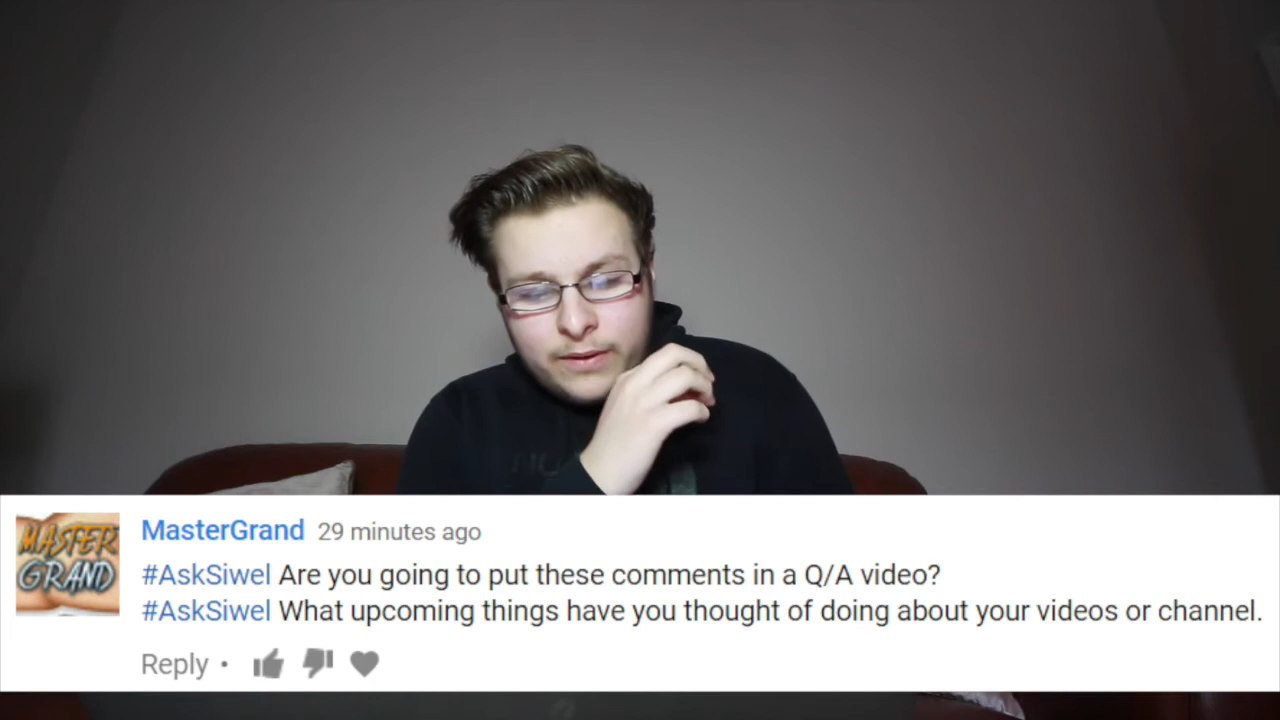 MASTER
GRAND
MasterGrand 29 minutes ago
#AskSiwel Are you going to put these comments in a Q/A video?
#AskSiwel What upcoming things have you thought of doing about your videos or channel.
Reply •